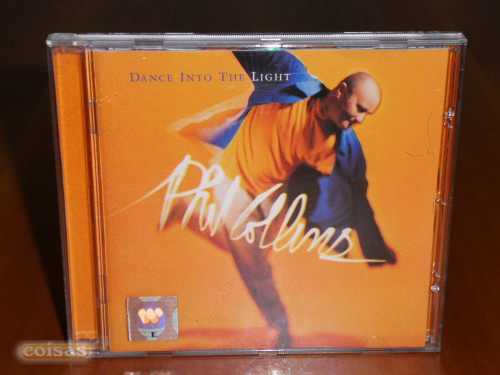 DANCE INTO THE LIGHT
Phil Collins
L
coisas